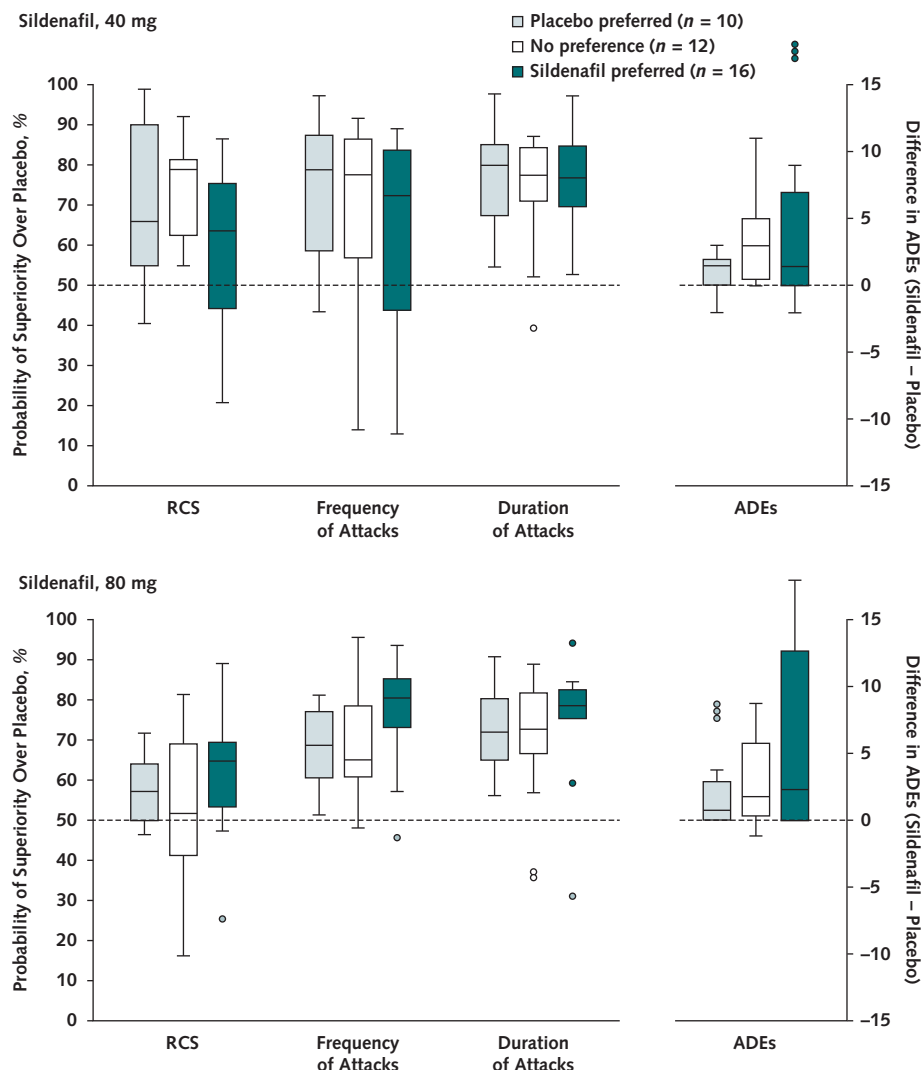 Sildenafil, 40 mg
Placebo preferred (n = 10)
No preference (n = 12)
Sildenafil preferred (n = 16)
Probability of Superiority Over Placebo, %
100
90
80
70
60
50
40
30
20
10
0
15
10
5
0
–5
–10
–15
Difference in ADEs (Sildenafil – Placebo)
RCS
Frequency of Attacks
Duration of Attacks
ADEs
Sildenafil, 80 mg
Probability of Superiority Over Placebo, %
100
90
80
70
60
50
40
30
20
10
0
15
10
5
0
–5
–10
–15
Difference in ADEs (Sildenafil – Placebo)
RCS
Frequency of Attacks
Duration of Attacks
ADEs